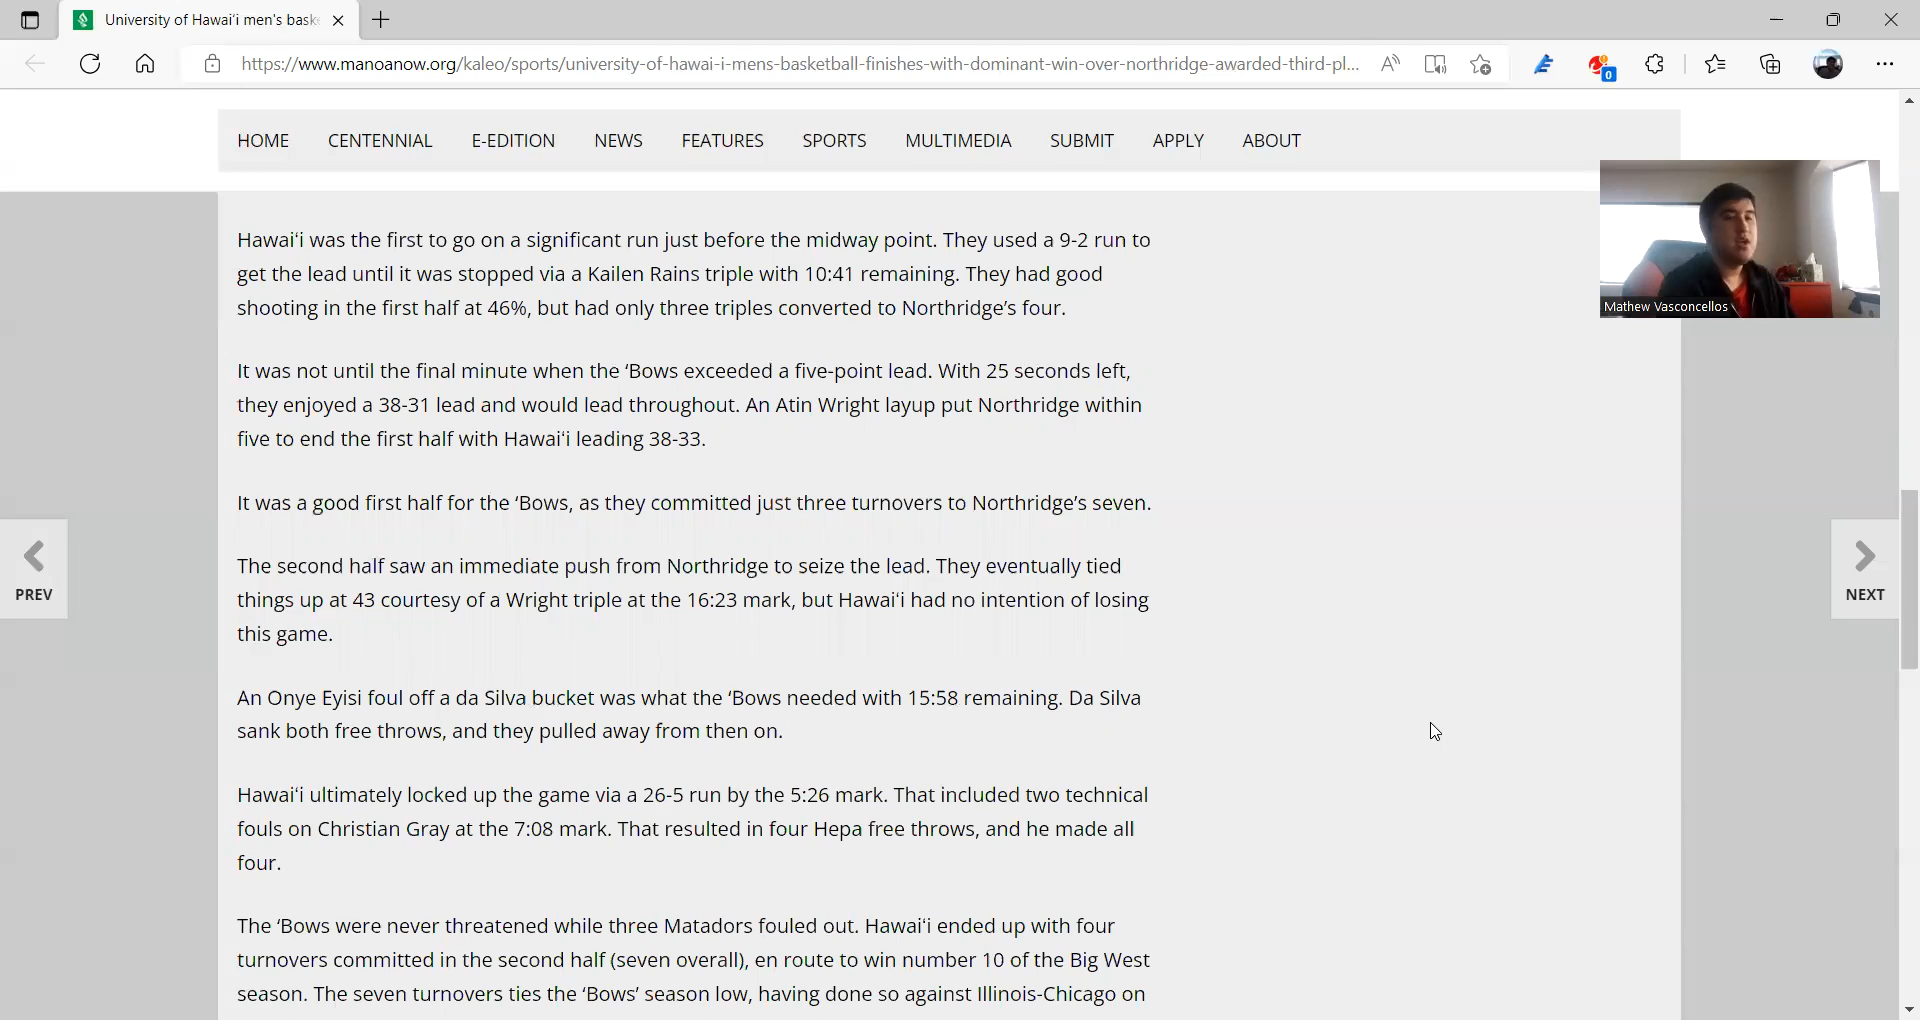 University of Hawaiʻi men's bask
https://www.manoanow.org/kaleo/sports/university-of-hawai-i-mens-basketball-finishes-with-dominant-win-over-northridge-awarded-third-pl...
0
HOME CENTENNIAL E-EDITION NEWS FEATURES SPORTS MULTIMEDIA SUBMIT APPLY ABOUT
Mathew Vasconcellos
Hawaiʻi was the first to go on a significant run just before the midway point. They used a 9-2 run to
get the lead until it was stopped via a Kailen Rains triple with 10:41 remaining. They had good
shooting in the first half at 46%, but had only three triples converted to Northridge’s four.
It was not until the final minute when the ‘Bows exceeded a five-point lead. With 25 seconds left,
they enjoyed a 38-31 lead and would lead throughout. An Atin Wright layup put Northridge within
five to end the first half with Hawaiʻi leading 38-33.
It was a good first half for the ‘Bows, as they committed just three turnovers to Northridge’s seven.
The second half saw an immediate push from Northridge to seize the lead. They eventually tied
things up at 43 courtesy of a Wright triple at the 16:23 mark, but Hawaiʻi had no intention of losing
this game.
An Onye Eyisi foul off a da Silva bucket was what the ‘Bows needed with 15:58 remaining. Da Silva
sank both free throws, and they pulled away from then on.
Hawaiʻi ultimately locked up the game via a 26-5 run by the 5:26 mark. That included two technical
fouls on Christian Gray at the 7:08 mark. That resulted in four Hepa free throws, and he made all
four.
The ‘Bows were never threatened while three Matadors fouled out. Hawaiʻi ended up with four
turnovers committed in the second half (seven overall), en route to win number 10 of the Big West
season. The seven turnovers ties the ‘Bows’ season low, having done so against Illinois-Chicago on
PREV
NEXT